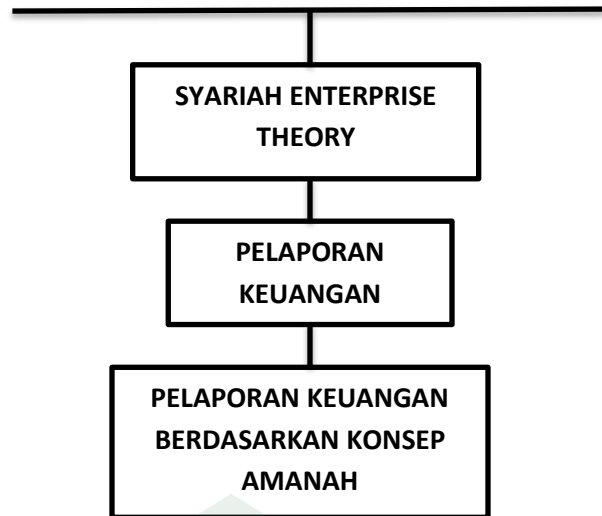 SYARIAH ENTERPRISE
THEORY
PELAPORAN
KEUANGAN
PELAPORAN KEUANGAN
BERDASARKAN KONSEP
AMANAH